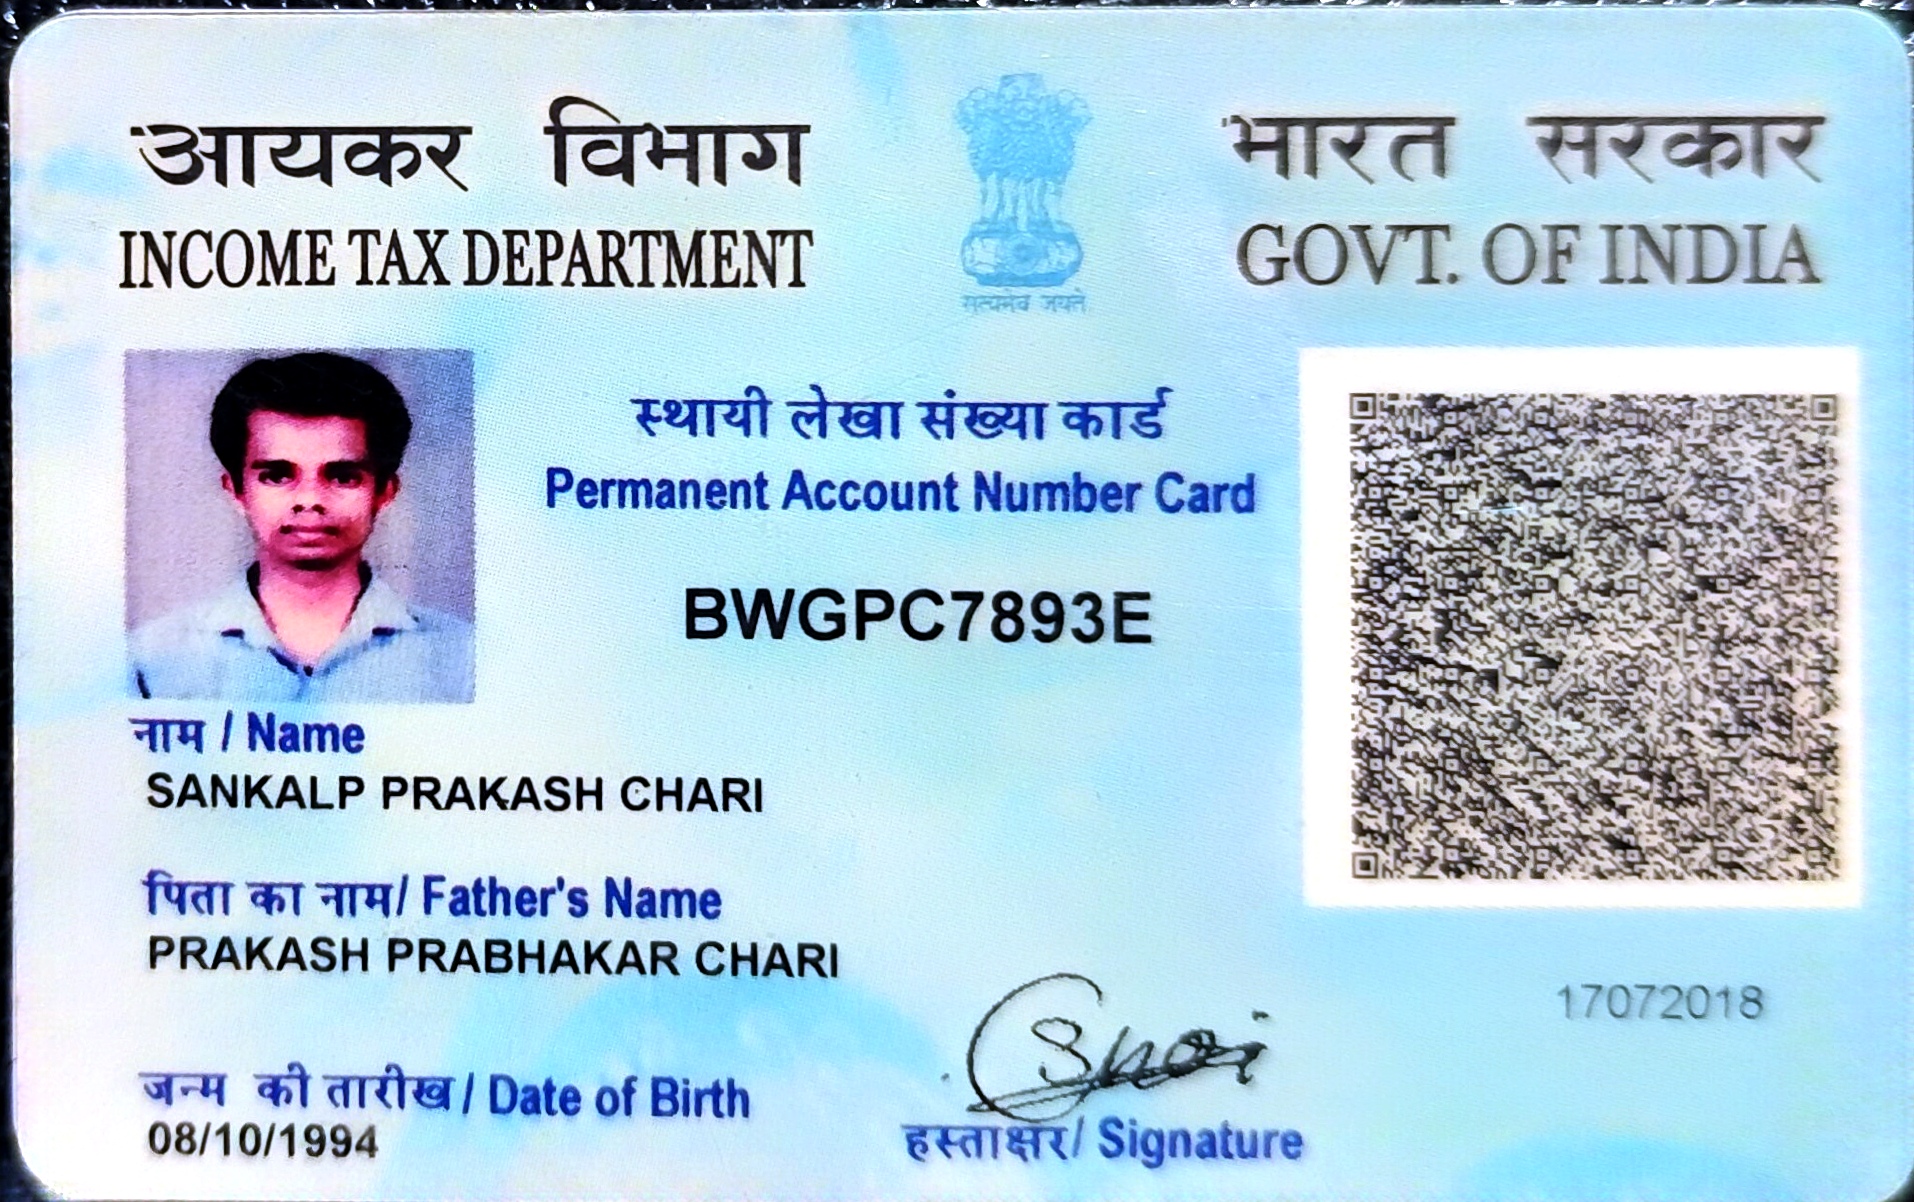 आयकर विभाग
INCOME TAX DEPARTMENT
सत्यमेव जयते
भारत सरकार
GOVT. OF INDIA
स्थायी लेखा संख्या कार्ड
Permanent Account Number Card
BWGPC7893E
नाम / Name
SANKALP PRAKASH CHARI
पिता का नाम/ Father's Name
PRAKASH PRABHAKAR CHARI
जन्म की तारीख / Date of Birth
08/10/1994
हस्ताक्षर/ Signature
17072018